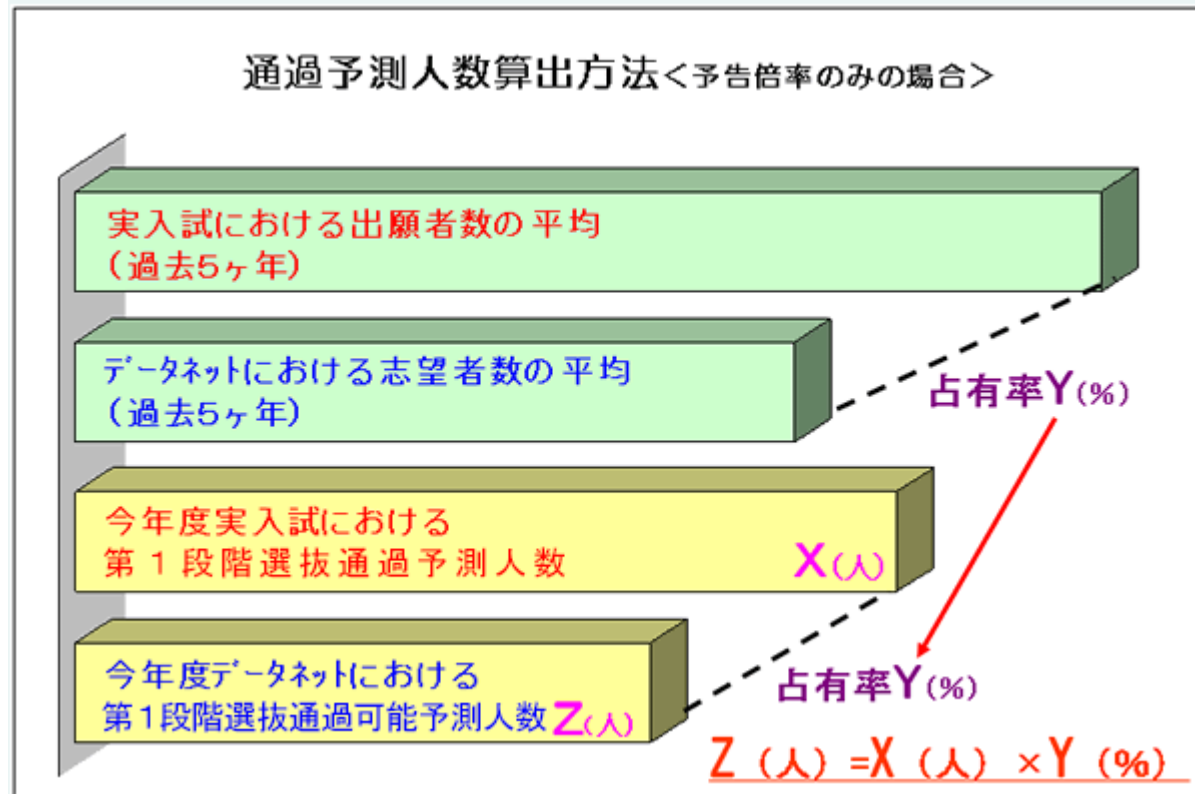 通過予測人数算出方法<予告倍率のみの場合>
実入試における出願者数の平均
(過去5ヶ年)
データネットにおける志望者数の平均
(過去5ヶ年)
占有率Y(%)
今年度実入試における
第1段階選抜通過予測人数 X(人)
今年度データネットにおける
第1段階選抜通過可能予測人数 Z(人)
占有率Y(%)
Z(人)=X(人)×Y(%)